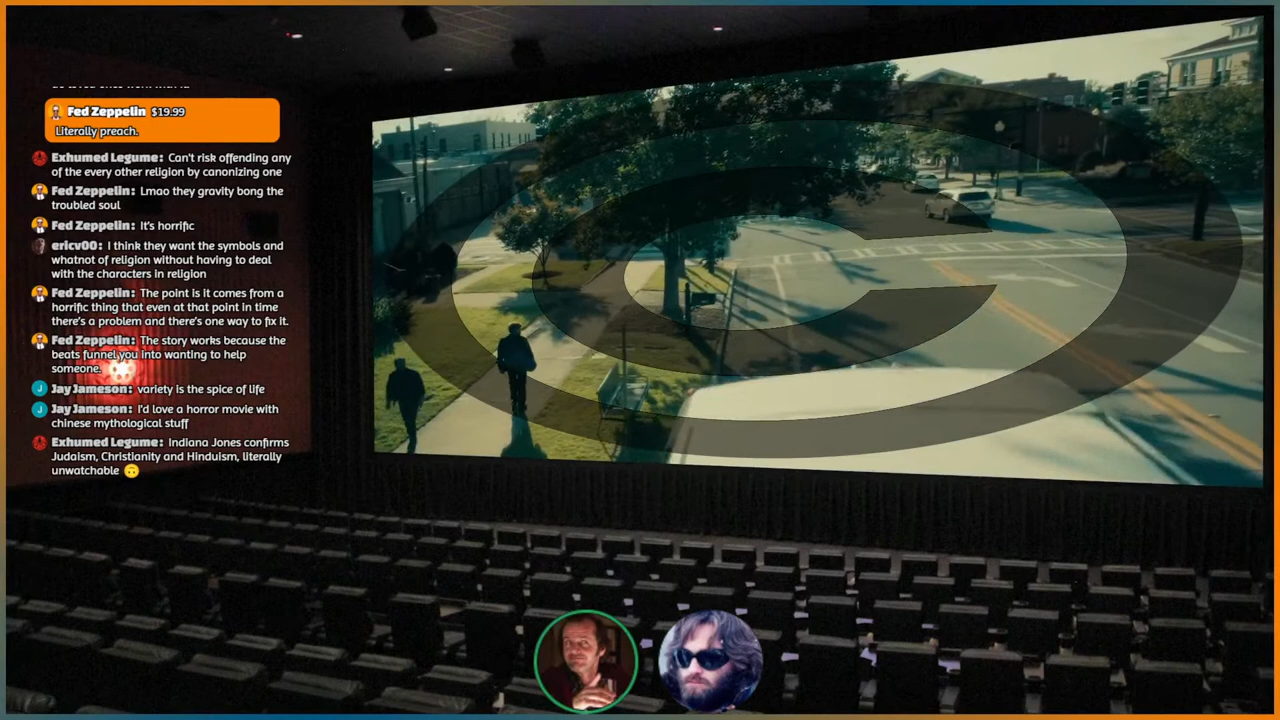 Fed Zeppelin $19.99
Literally preach.
Exhumed Legume: Can't risk offending any
of the every other religion by canonizing one
Fed Zeppelin: Lmao they gravity bong the
troubled soul
Fed Zeppelin: It's horrific
ericv00: I think they want the symbols and
whatnot of religion without having to deal
with the characters in religion
Fed Zeppelin: The point is it comes from a
horrific thing that even at that point in time
there's a problem and there's one way to fix it.
Fed Zeppelin: The story works because the
beats funnel you into wanting to help
someone.
J Jay Jameson: variety is the spice of life
J Jay Jameson: I'd love a horror movie with
chinese mythological stuff
Exhumed Legume: Indiana Jones confirms
Judaism, Christianity and Hinduism, literally
unwatchable 🙃